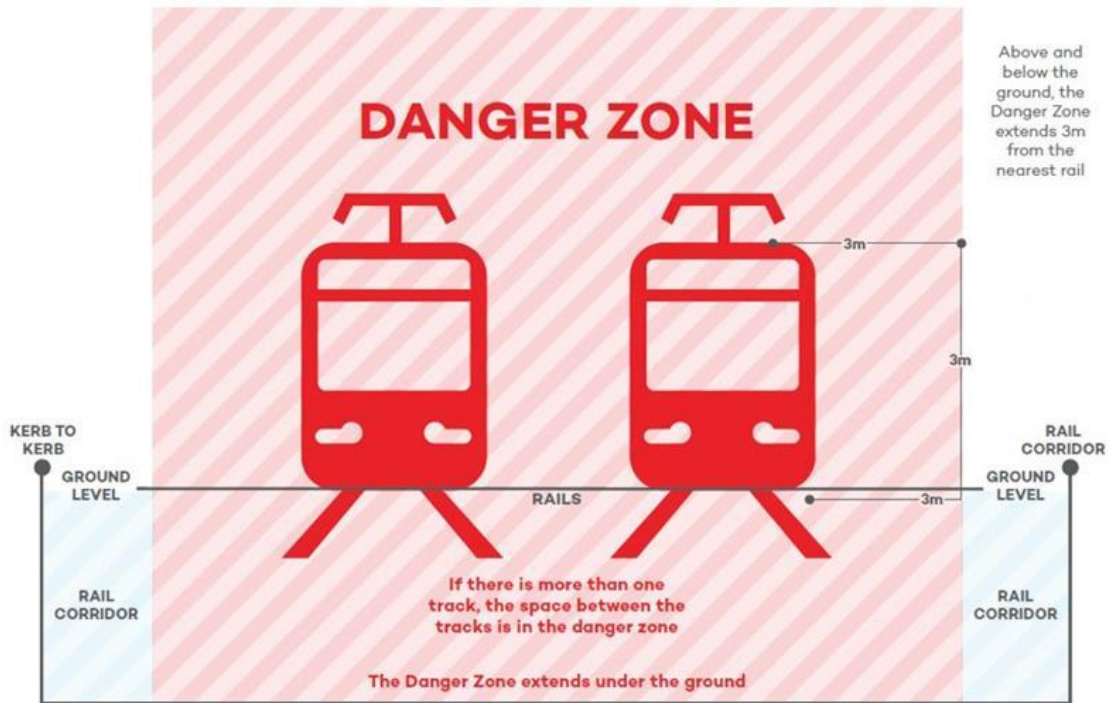 Above and
below the
ground, the
Danger Zone
extends 3m
from the
nearest rail
DANGER ZONE
3m
3m
KERB TO
KERB
RAIL
CORRIDOR
GROUND
LEVEL
GROUND
LEVEL
RAILS
3m
If there is more than one
track, the space between the
tracks is in the danger zone
RAIL
CORRIDOR
RAIL
CORRIDOR
The Danger Zone extends under the ground